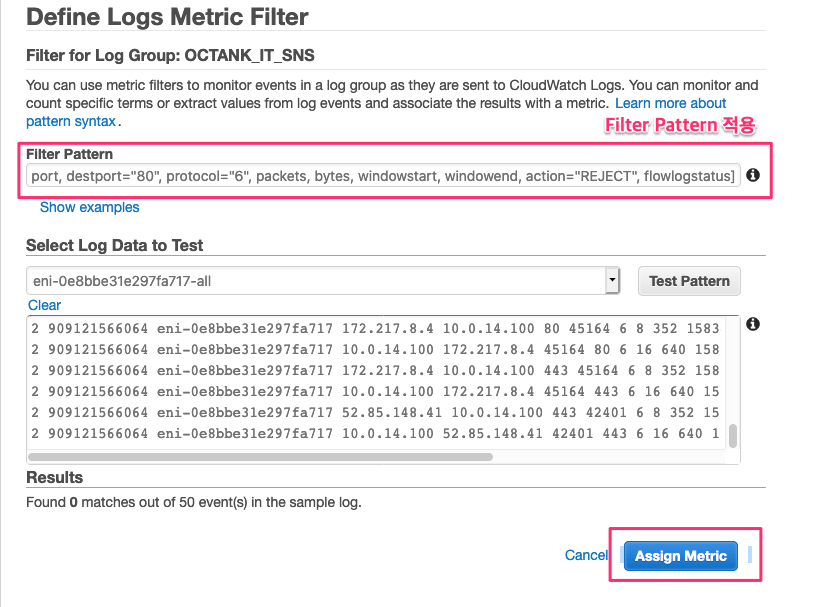 Define Logs Metric Filter
Filter for Log Group: OCTANK_IT_SNS
You can use metric filters to monitor events in a log group as they are sent to CloudWatch Logs. You can monitor and
count specific terms or extract values from log events and associate the results with a metric. Learn more about
pattern syntax.
Filter Pattern 적용
Filter Pattern
port, destport="80", protocol="6", packets, bytes, windowstart, windowend, action="REJECT", flowlogstatus]
Show examples
Select Log Data to Test
eni-0e8bbe31e297fa717-all
Test Pattern
Clear
2 909121566064 eni-0e8bbe31e297fa717 172.217.8.4 10.0.14.100 80 45164 6 8 352 1583
2 909121566064 eni-0e8bbe31e297fa717 10.0.14.100 172.217.8.4 45164 80 6 16 640 158
2 909121566064 eni-0e8bbe31e297fa717 172.217.8.4 10.0.14.100 443 45164 6 8 352 158
2 909121566064 eni-0e8bbe31e297fa717 10.0.14.100 172.217.8.4 45164 443 6 16 640 15
2 909121566064 eni-0e8bbe31e297fa717 52.85.148.41 10.0.14.100 443 42401 6 8 352 15
2 909121566064 eni-0e8bbe31e297fa717 10.0.14.100 52.85.148.41 42401 443 6 16 640 1
Results
Found 0 matches out of 50 event(s) in the sample log.
Cancel
Assign Metric